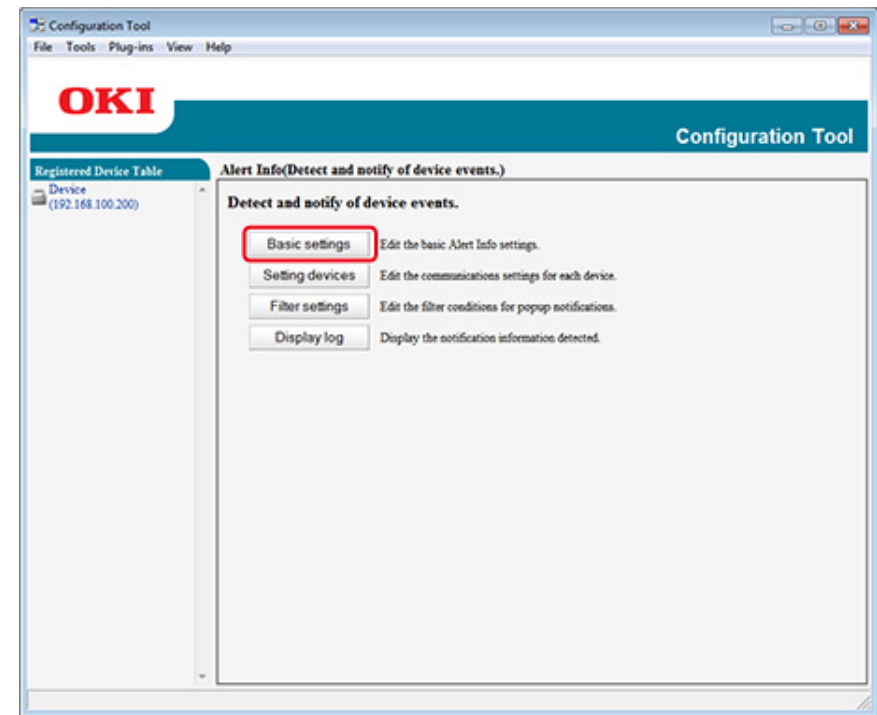 Configuration Tool
File Tools Plug-ins View Help
OKI
Configuration Tool
Registered Device Table
Device
(192.168.100.200)
Alert Info(Detect and notify of device events.)
Detect and notify of device events.
Basic settings Edit the basic Alert Info settings.
Setting devices Edit the communications settings for each device.
Filter settings Edit the filter conditions for popup notifications.
Display log Display the notification information detected.